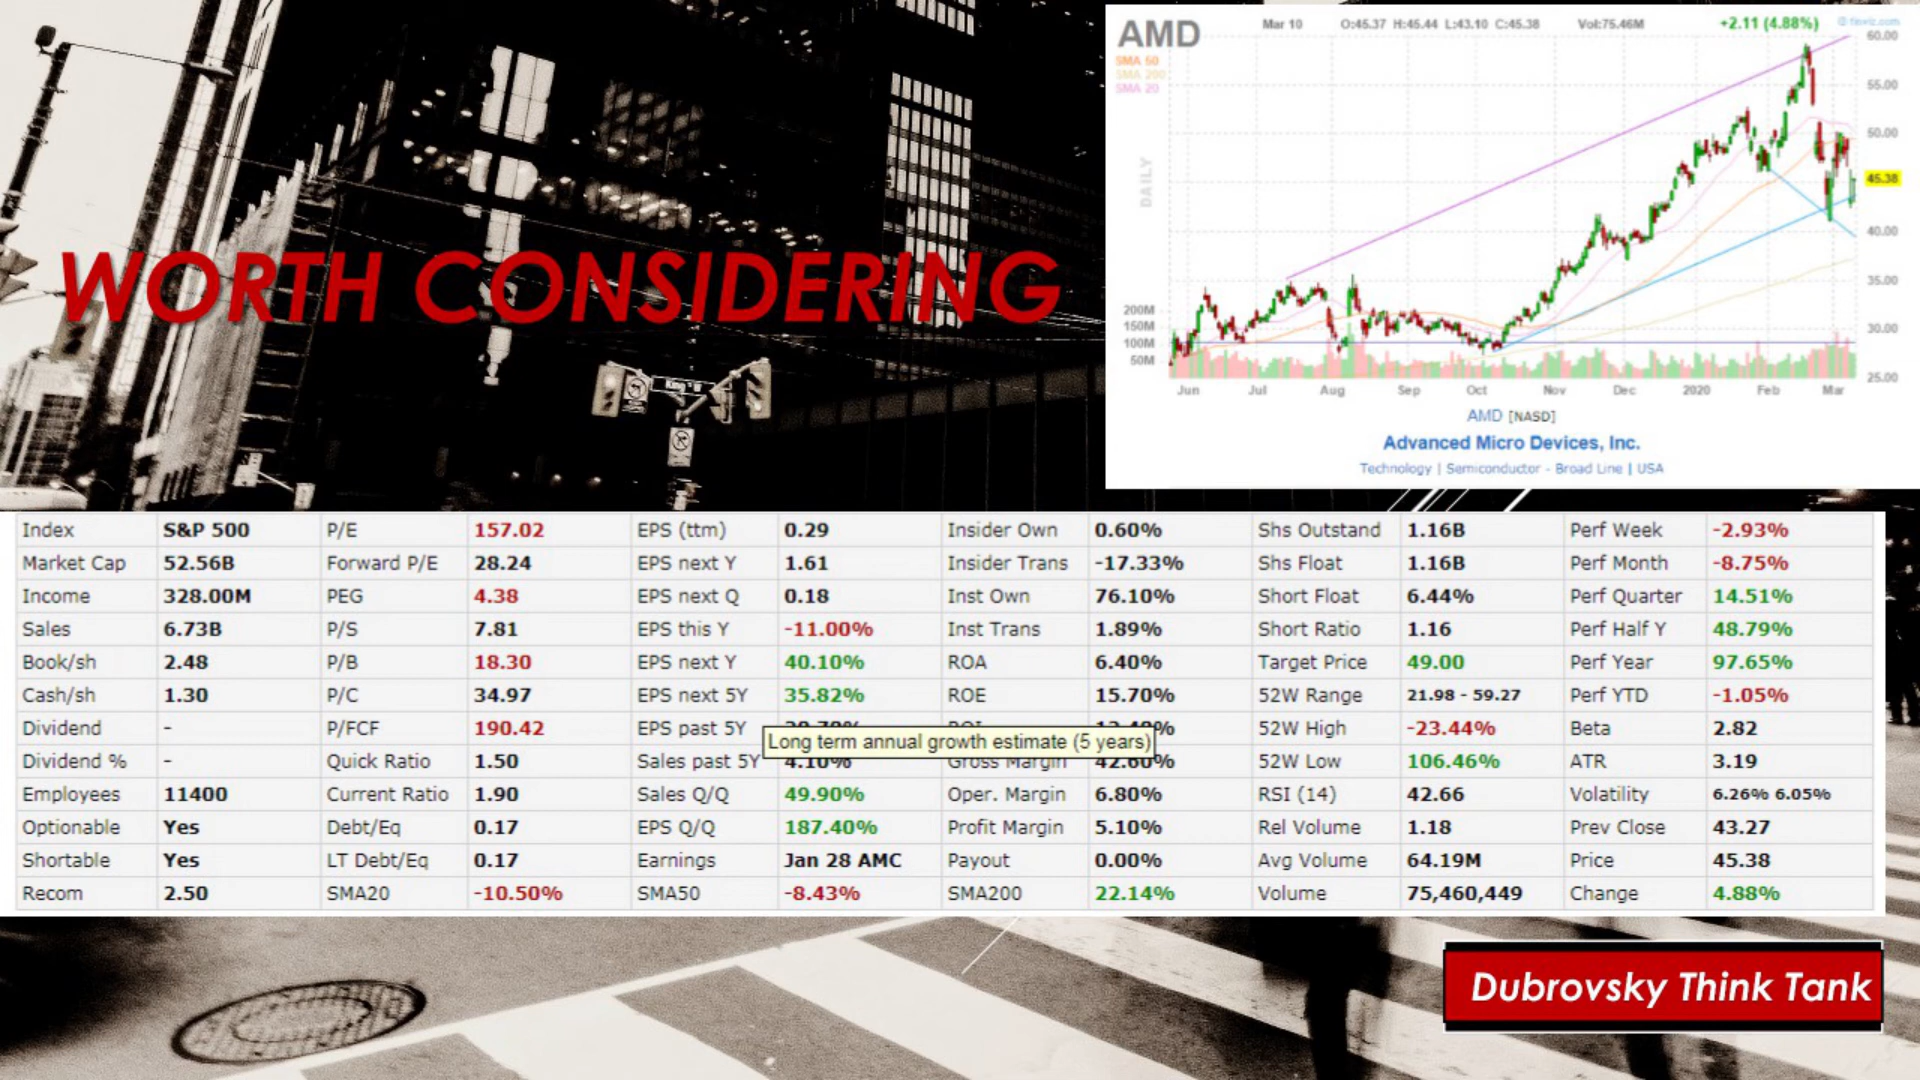 AMD
Mar 10 O:45.37 H:45.44 L:43.10 C:45.38 Vol:75.46M +2.11 (4.88%) © finviz.com
SMA 50
SMA 200
SMA 20
DAILY
60.00
55.00
50.00
45.38
40.00
35.00
30.00
25.00
200M
150M
100M
50M
Jun Jul Aug Sep Oct Nov Dec 2020 Feb Mar
AMD [NASD]
Advanced Micro Devices, Inc.
Technology | Semiconductor - Broad Line | USA
WORTH CONSIDERING
King St W
Index S&P 500 P/E 157.02 EPS (ttm) 0.29 Insider Own 0.60% Shs Outstand 1.16B Perf Week -2.93%
Market Cap 52.56B Forward P/E 28.24 EPS next Y 1.61 Insider Trans -17.33% Shs Float 1.16B Perf Month -8.75%
Income 328.00M PEG 4.38 EPS next Q 0.18 Inst Own 76.10% Short Float 6.44% Perf Quarter 14.51%
Sales 6.73B P/S 7.81 EPS this Y -11.00% Inst Trans 1.89% Short Ratio 1.16 Perf Half Y 48.79%
Book/sh 2.48 P/B 18.30 EPS next Y 40.10% ROA 6.40% Target Price 49.00 Perf Year 97.65%
Cash/sh 1.30 P/C 34.97 EPS next 5Y 35.82% ROE 15.70% 52W Range 21.98 - 59.27 Perf YTD -1.05%
Dividend - P/FCF 190.42 EPS past 5Y 52W High -23.44% Beta 2.82
Long term annual growth estimate (5 years)
Dividend % - Quick Ratio 1.50 Sales past 5Y 4.10% Gross Margin 42.60% 52W Low 106.46% ATR 3.19
Employees 11400 Current Ratio 1.90 Sales Q/Q 49.90% Oper. Margin 6.80% RSI (14) 42.66 Volatility 6.26% 6.05%
Optionable Yes Debt/Eq 0.17 EPS Q/Q 187.40% Profit Margin 5.10% Rel Volume 1.18 Prev Close 43.27
Shortable Yes LT Debt/Eq 0.17 Earnings Jan 28 AMC Payout 0.00% Avg Volume 64.19M Price 45.38
Recom 2.50 SMA20 -10.50% SMA50 -8.43% SMA200 22.14% Volume 75,460,449 Change 4.88%
Dubrovsky Think Tank